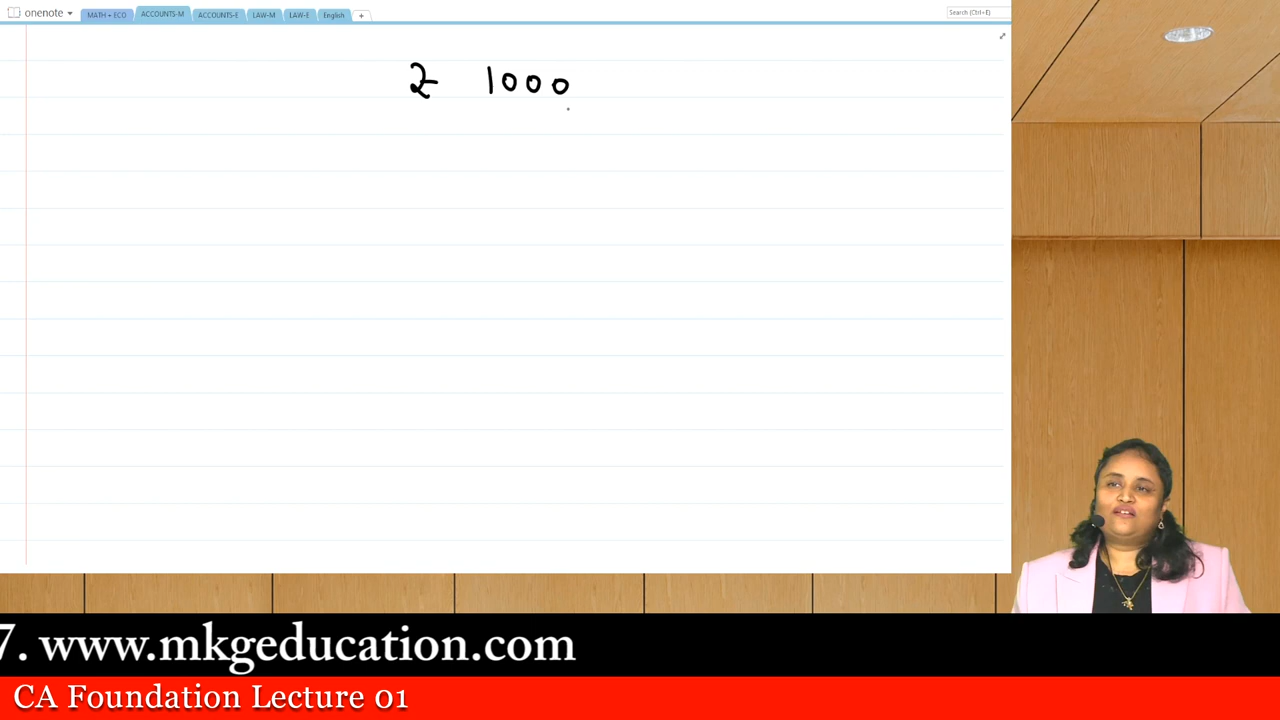 onenote MATH + ECO ACCOUNTS-M ACCOUNTS-E LAW-M LAW-E English + Search (Ctrl+E)
2 1000
7. www.mkgeducation.com
CA Foundation Lecture 01